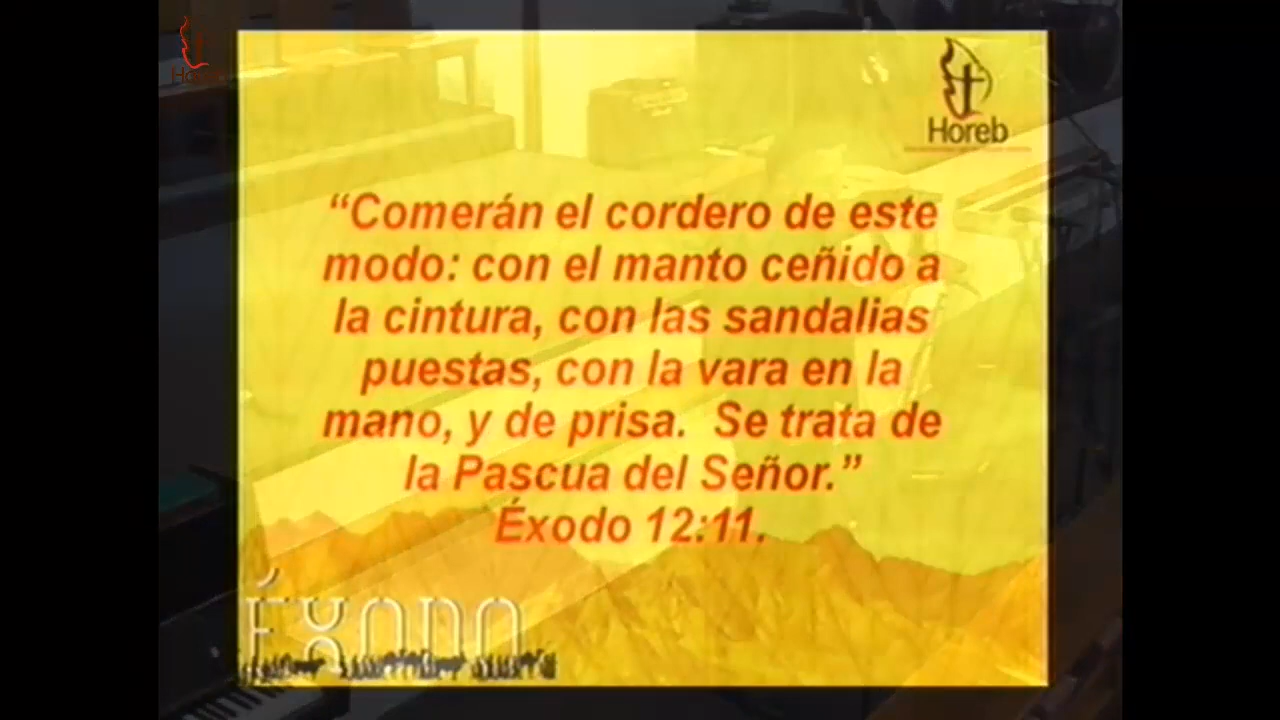 Horeb
“Comerán el cordero de este
modo: con el manto ceñido a
la cintura, con las sandalias
puestas, con la vara en la
mano, y de prisa. Se trata de
la Pascua del Señor.”
Éxodo 12:11.
ÉXODO